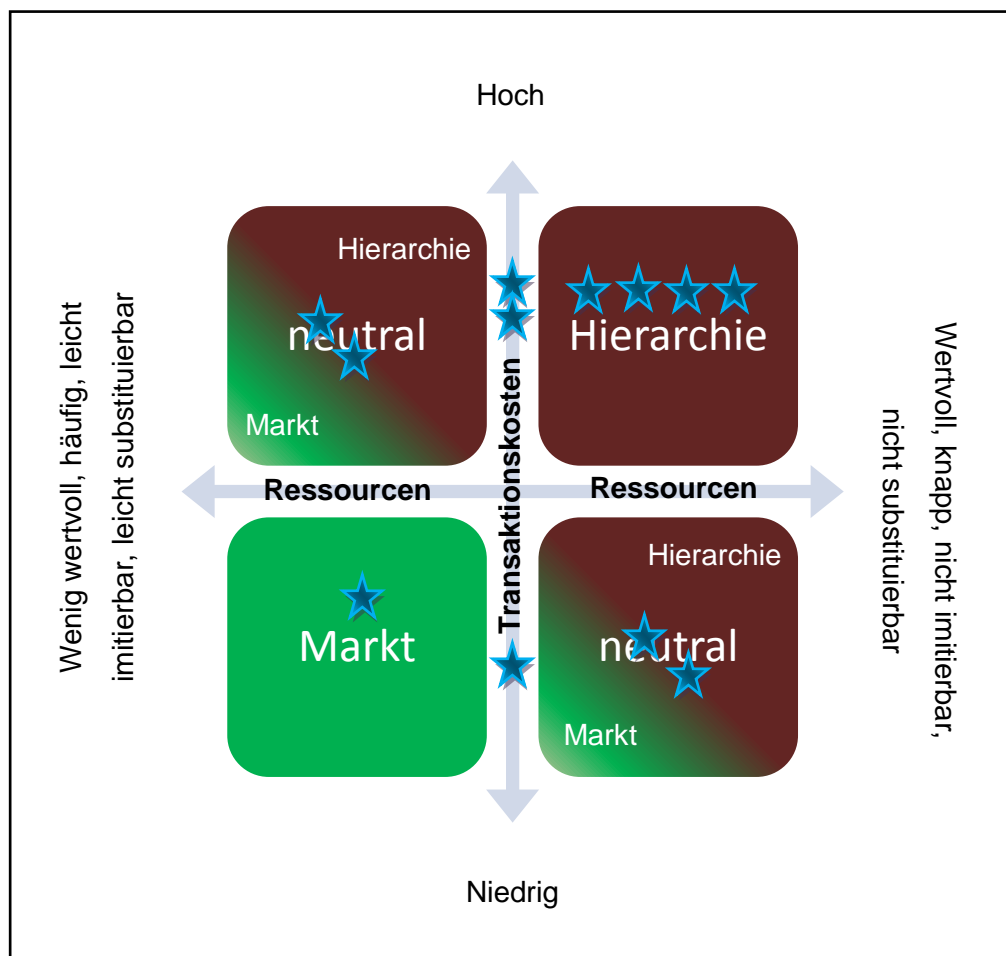 Hoch
Hierarchie
neutral
Markt
Hierarchie
Wenig wertvoll, häufig, leicht
imitierbar, leicht substituierbar
Ressourcen
Transaktionskosten
Ressourcen
Wertvoll, knapp, nicht imitierbar,
nicht substituierbar
Markt
Hierarchie
neutral
Markt
Niedrig